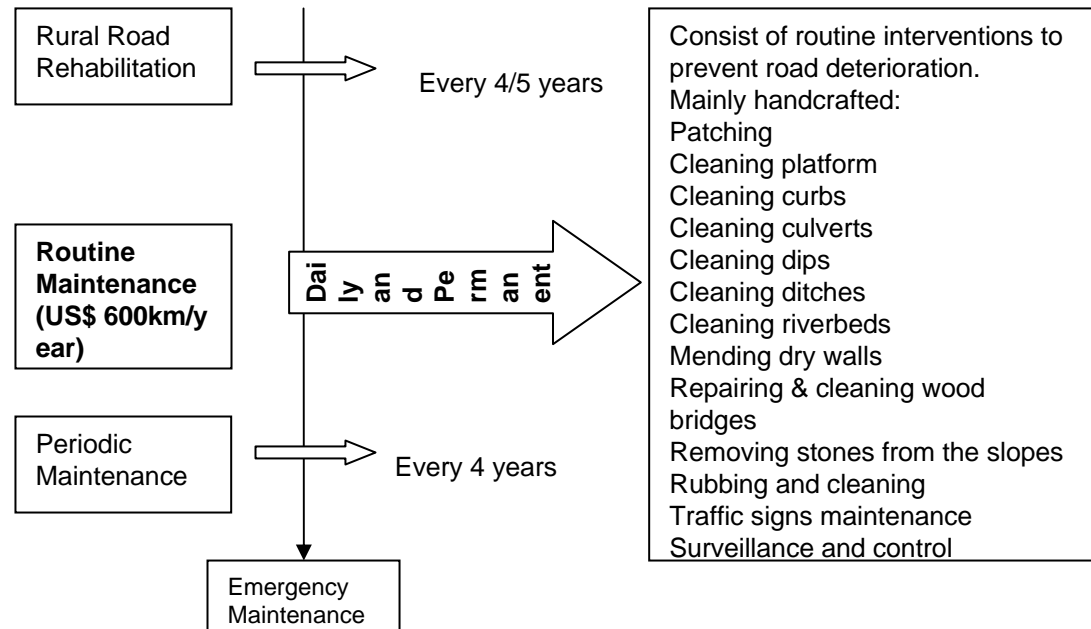 Rural Road
Rehabilitation
Every 4/5 years
Routine
Maintenance
(US$ 600km/y
ear)
Dai
ly
an
d
Pe
rm
an
ent
Periodic
Maintenance
Every 4 years
Emergency
Maintenance
Consist of routine interventions to
prevent road deterioration.
Mainly handcrafted:
Patching
Cleaning platform
Cleaning curbs
Cleaning culverts
Cleaning dips
Cleaning ditches
Cleaning riverbeds
Mending dry walls
Repairing & cleaning wood
bridges
Removing stones from the slopes
Rubbing and cleaning
Traffic signs maintenance
Surveillance and control